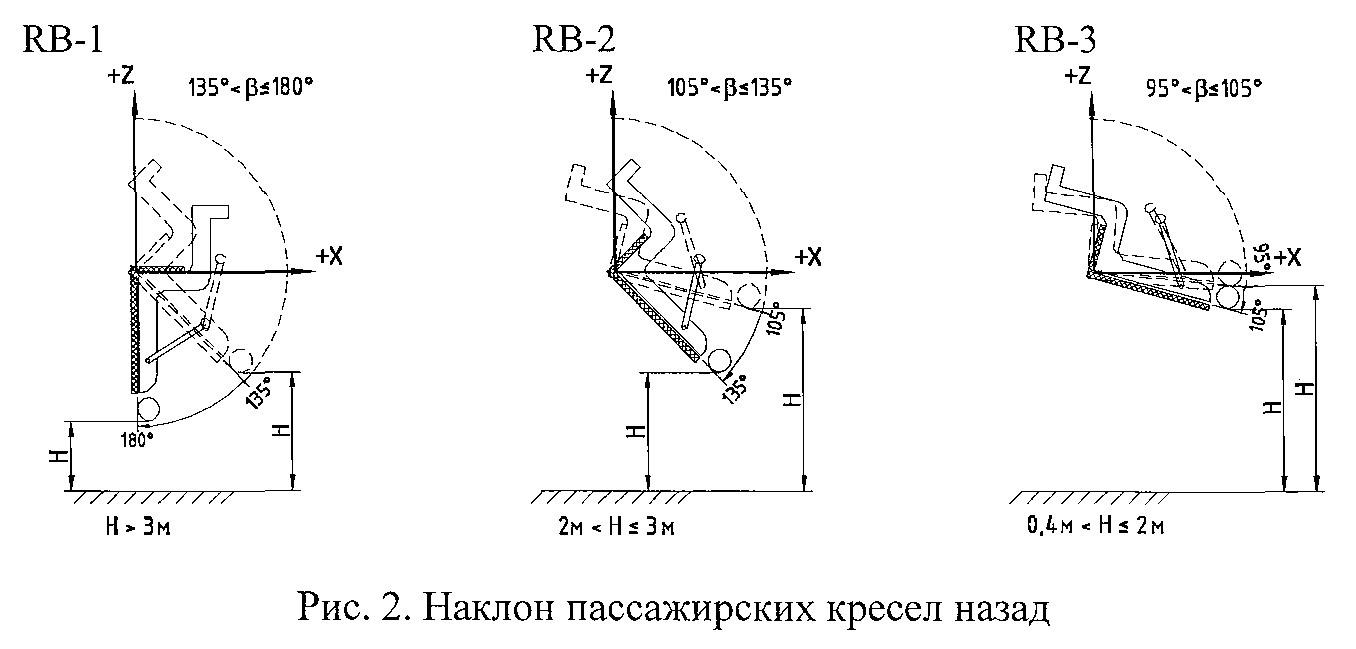 RB-1
+Z
135°<β≤180°
+X
135°
180°
H
H
H > 3м
RB-2
+Z
105°<β≤135°
+X
105°
135°
H
H
2м < H ≤ 3м
RB-3
+Z
95°<β≤105°
95°
+X
105°
H
H
0,4м < H ≤ 2м
Рис. 2. Наклон пассажирских кресел назад